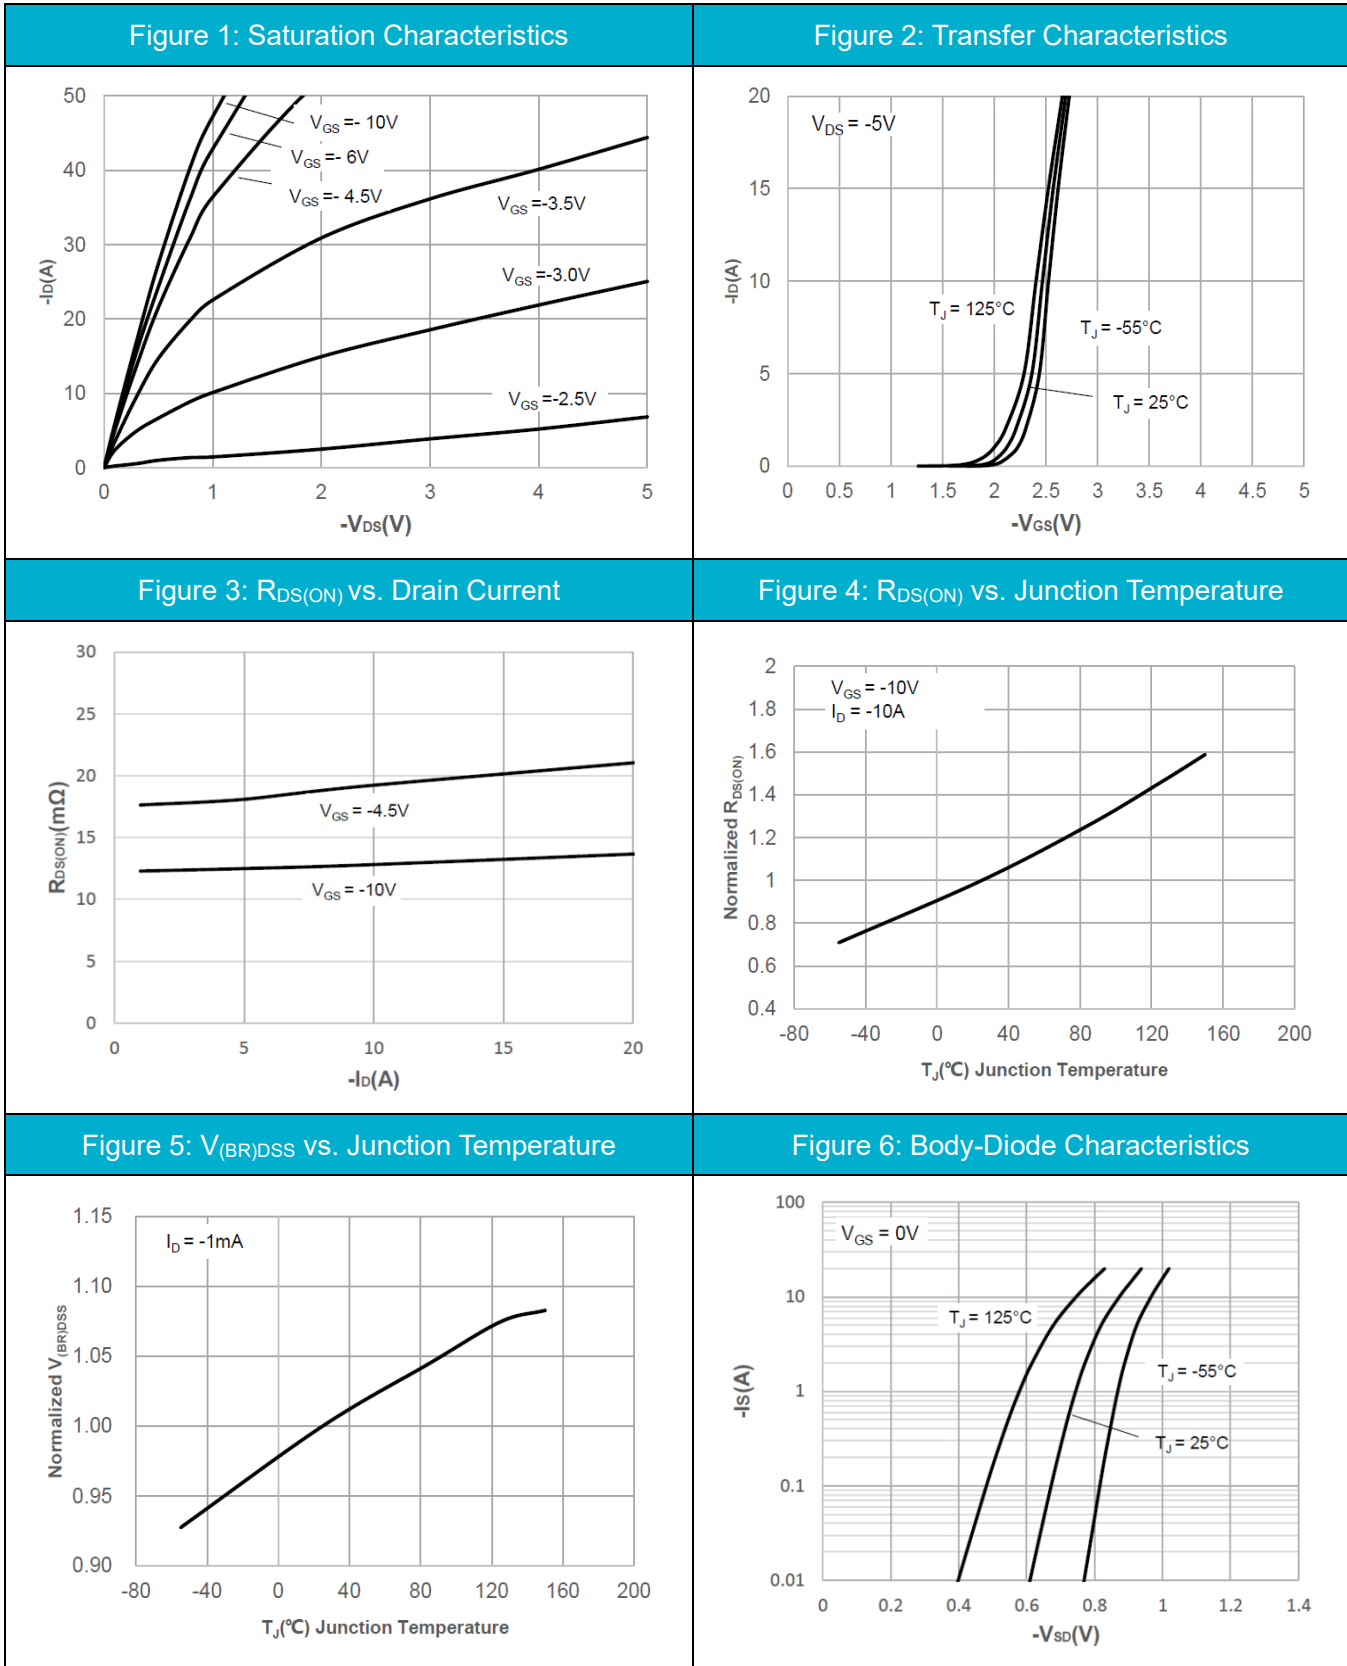 Figure 1: Saturation Characteristics
50
40
30
20
10
0
-ID(A)
VGS =- 10V
VGS =- 6V
VGS =- 4.5V
VGS =-3.5V
VGS =-3.0V
VGS =-2.5V
0 1 2 3 4 5
-VDS(V)
Figure 2: Transfer Characteristics
20
15
10
5
0
-ID(A)
VDS = -5V
TJ = 125°C
TJ = -55°C
TJ = 25°C
0 0.5 1 1.5 2 2.5 3 3.5 4 4.5 5
-VGS(V)
Figure 3: RDS(ON) vs. Drain Current
30
25
20
15
10
5
0
RDS(ON)(mΩ)
VGS = -4.5V
VGS = -10V
0 5 10 15 20
-ID(A)
Figure 4: RDS(ON) vs. Junction Temperature
2
1.8
1.6
1.4
1.2
1
0.8
0.6
0.4
Normalized RDS(ON)
VGS = -10V
ID = -10A
-80 -40 0 40 80 120 160 200
TJ(℃) Junction Temperature
Figure 5: V(BR)DSS vs. Junction Temperature
1.15
1.10
1.05
1.00
0.95
0.90
Normalized V(BR)DSS
ID = -1mA
-80 -40 0 40 80 120 160 200
TJ(℃) Junction Temperature
Figure 6: Body-Diode Characteristics
100
10
1
0.1
0.01
-IS(A)
VGS = 0V
TJ = 125°C
TJ = -55°C
TJ = 25°C
0 0.2 0.4 0.6 0.8 1 1.2 1.4
-VSD(V)